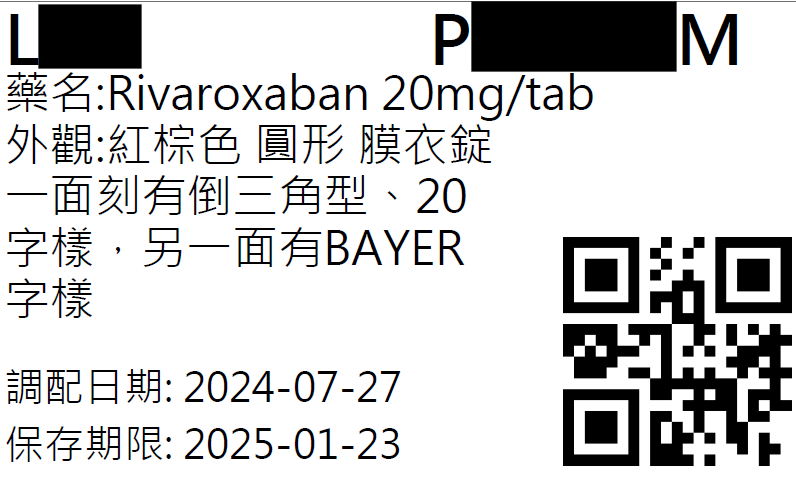 L P M
藥名:Rivaroxaban 20mg/tab
外觀:紅棕色 圓形 膜衣錠
一面刻有倒三角型、20
字樣，另一面有BAYER
字樣
調配日期: 2024-07-27
保存期限: 2025-01-23